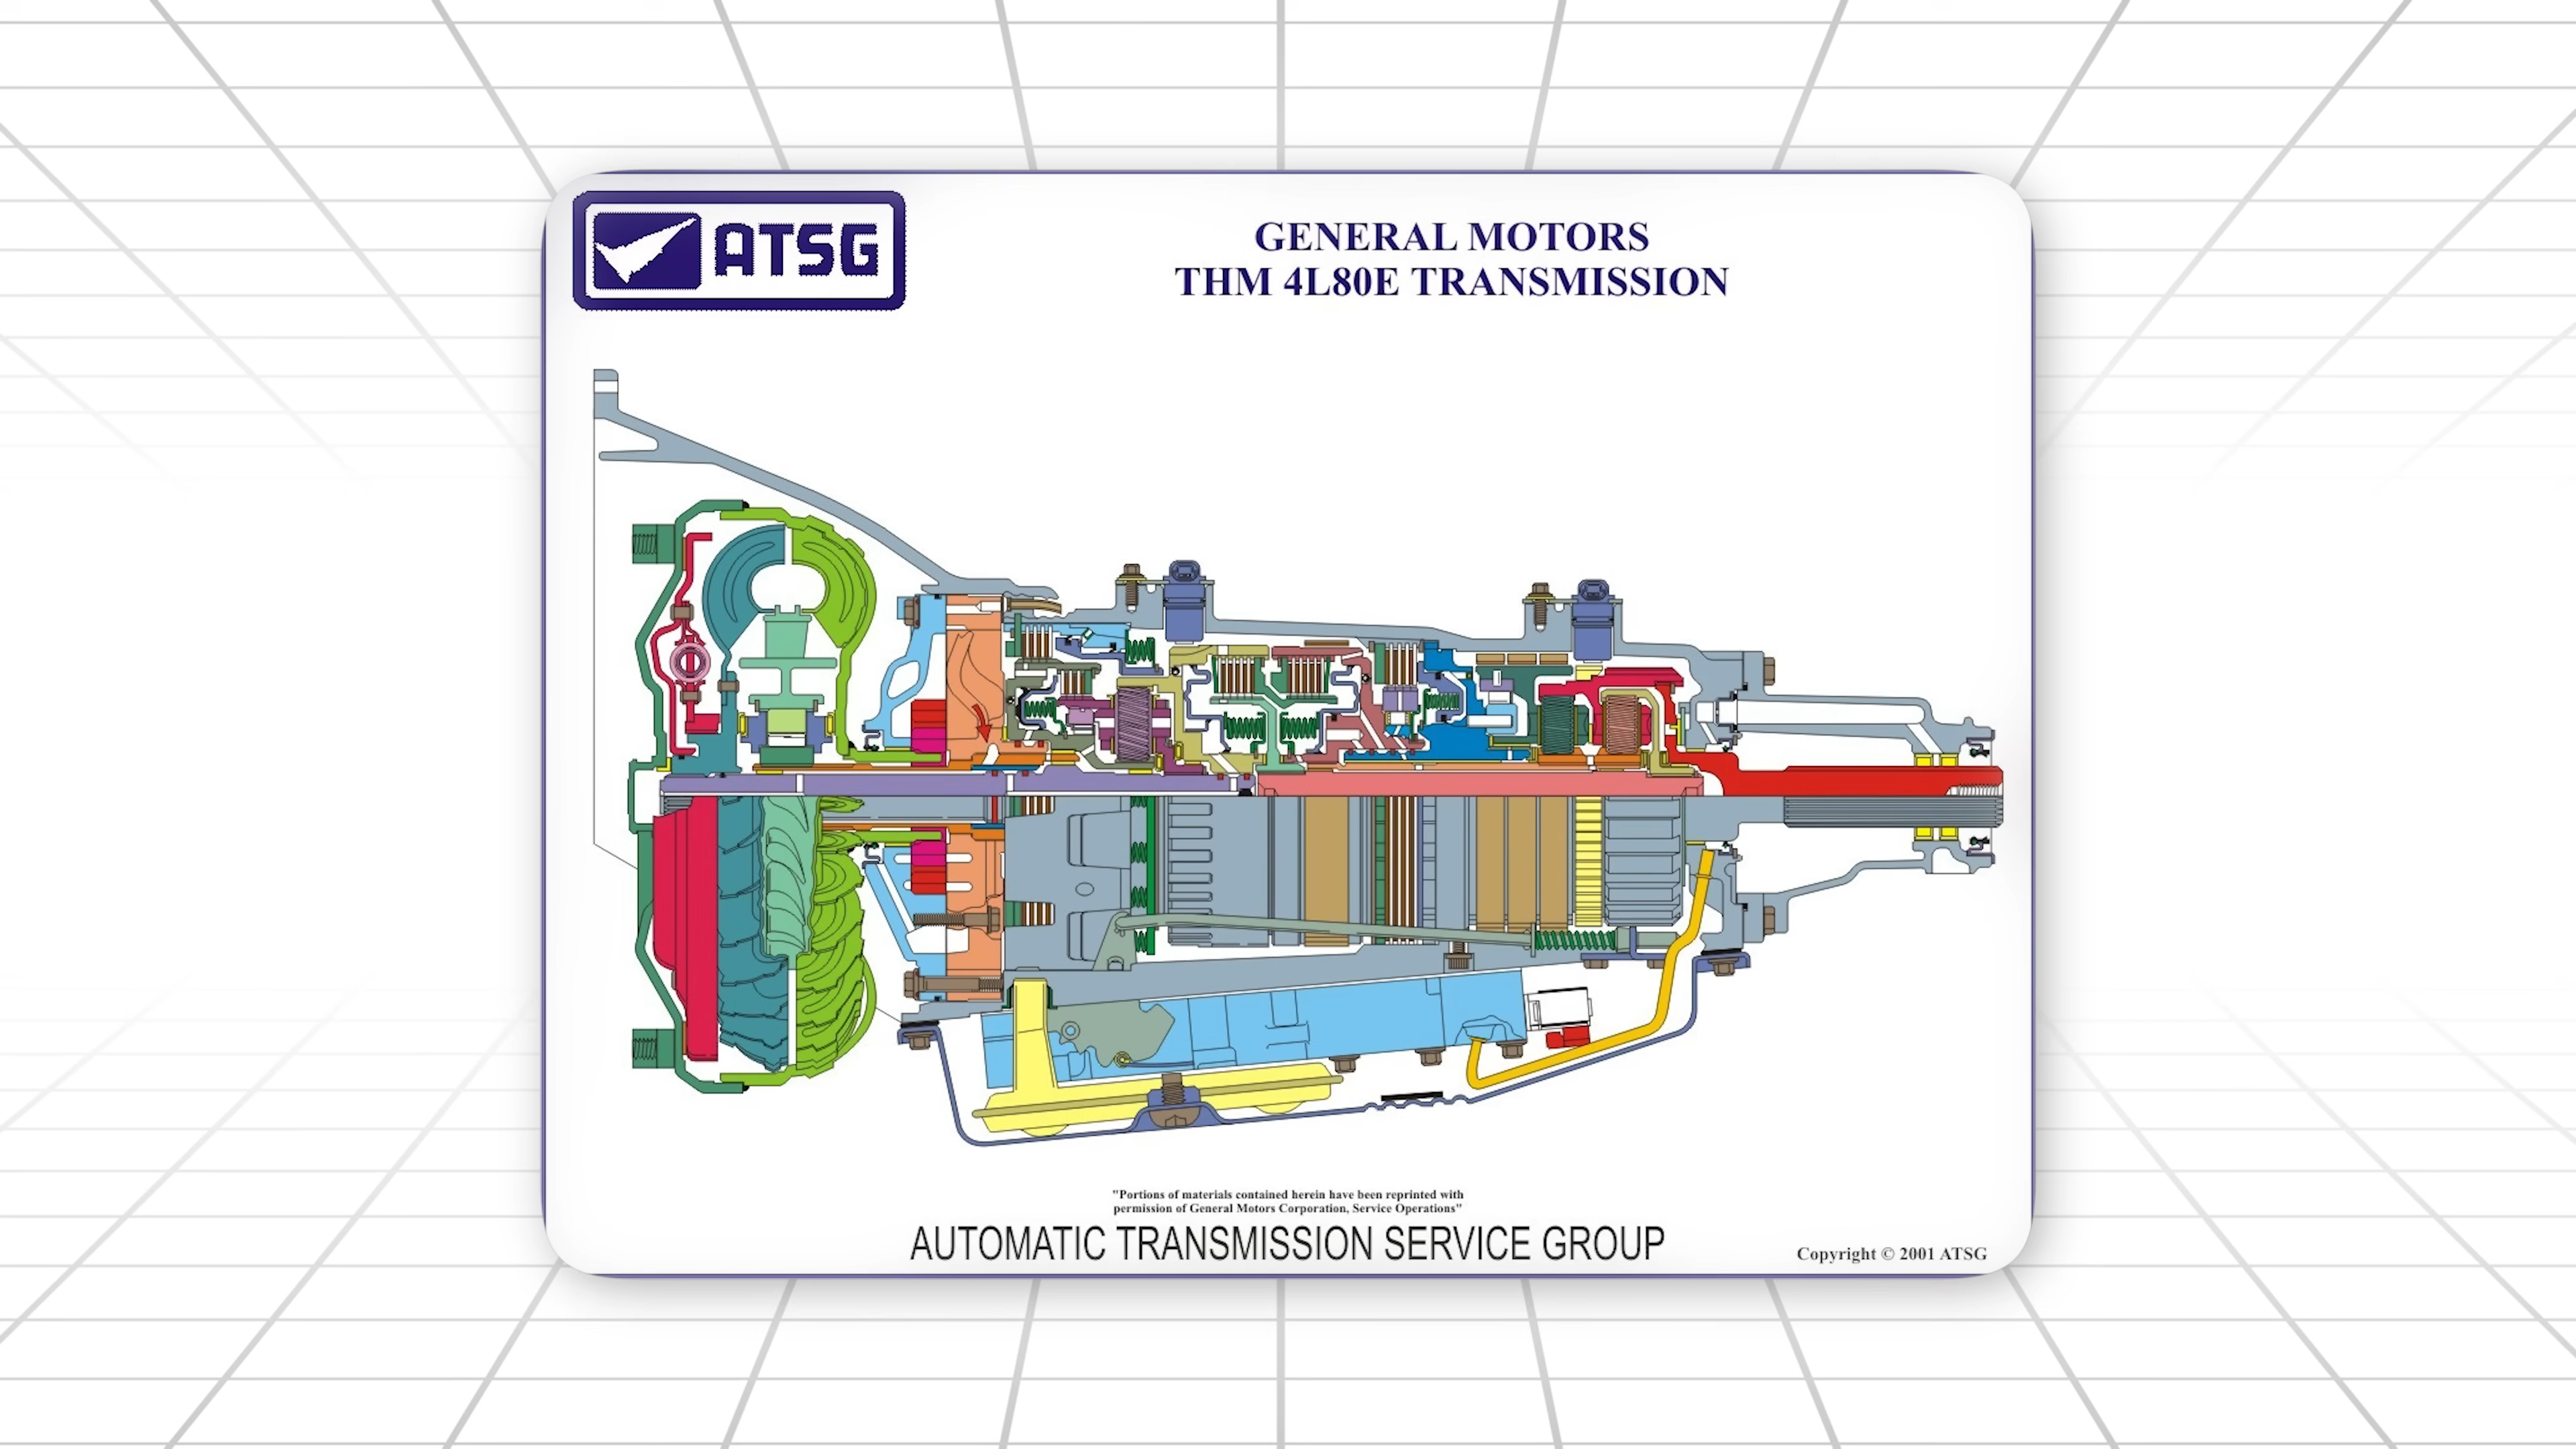 ATSG
GENERAL MOTORS
THM 4L80E TRANSMISSION
"Portions of materials contained herein have been reprinted with
permission of General Motors Corporation, Service Operations"
AUTOMATIC TRANSMISSION SERVICE GROUP
Copyright © 2001 ATSG